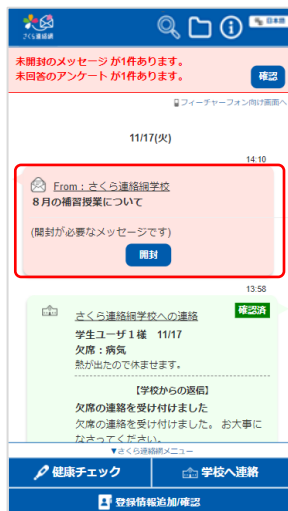 さくら連絡網
日本語
未開封のメッセージ が1件あります。
未回答のアンケート が1件あります。
確認
フィーチャーフォン向け画面へ
11/17(火)
14:10
From：さくら連絡網学校
８月の補習授業について
(開封が必要なメッセージです)
開封
13:58
さくら連絡網学校への連絡
確認済
学生ユーザ１様 11/17
欠席：病気
熱が出たので休ませます。
【学校からの返信】
欠席の連絡を受け付けました
欠席の連絡を受け付けました。 お大事に
なさってください。
▼さくら連絡網メニュー
健康チェック
学校へ連絡
登録情報追加/確認